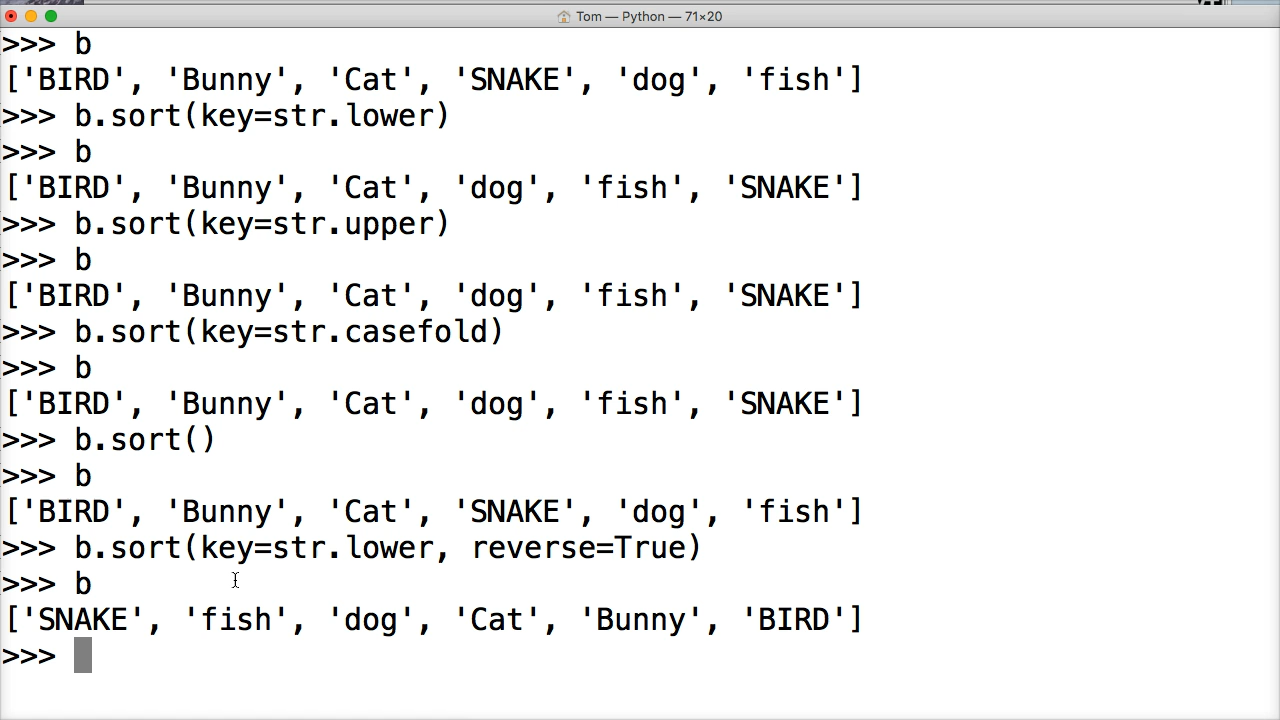 Tom — Python — 71×20
>>> b
['BIRD', 'Bunny', 'Cat', 'SNAKE', 'dog', 'fish']
>>> b.sort(key=str.lower)
>>> b
['BIRD', 'Bunny', 'Cat', 'dog', 'fish', 'SNAKE']
>>> b.sort(key=str.upper)
>>> b
['BIRD', 'Bunny', 'Cat', 'dog', 'fish', 'SNAKE']
>>> b.sort(key=str.casefold)
>>> b
['BIRD', 'Bunny', 'Cat', 'dog', 'fish', 'SNAKE']
>>> b.sort()
>>> b
['BIRD', 'Bunny', 'Cat', 'SNAKE', 'dog', 'fish']
>>> b.sort(key=str.lower, reverse=True)
>>> b
['SNAKE', 'fish', 'dog', 'Cat', 'Bunny', 'BIRD']
>>>